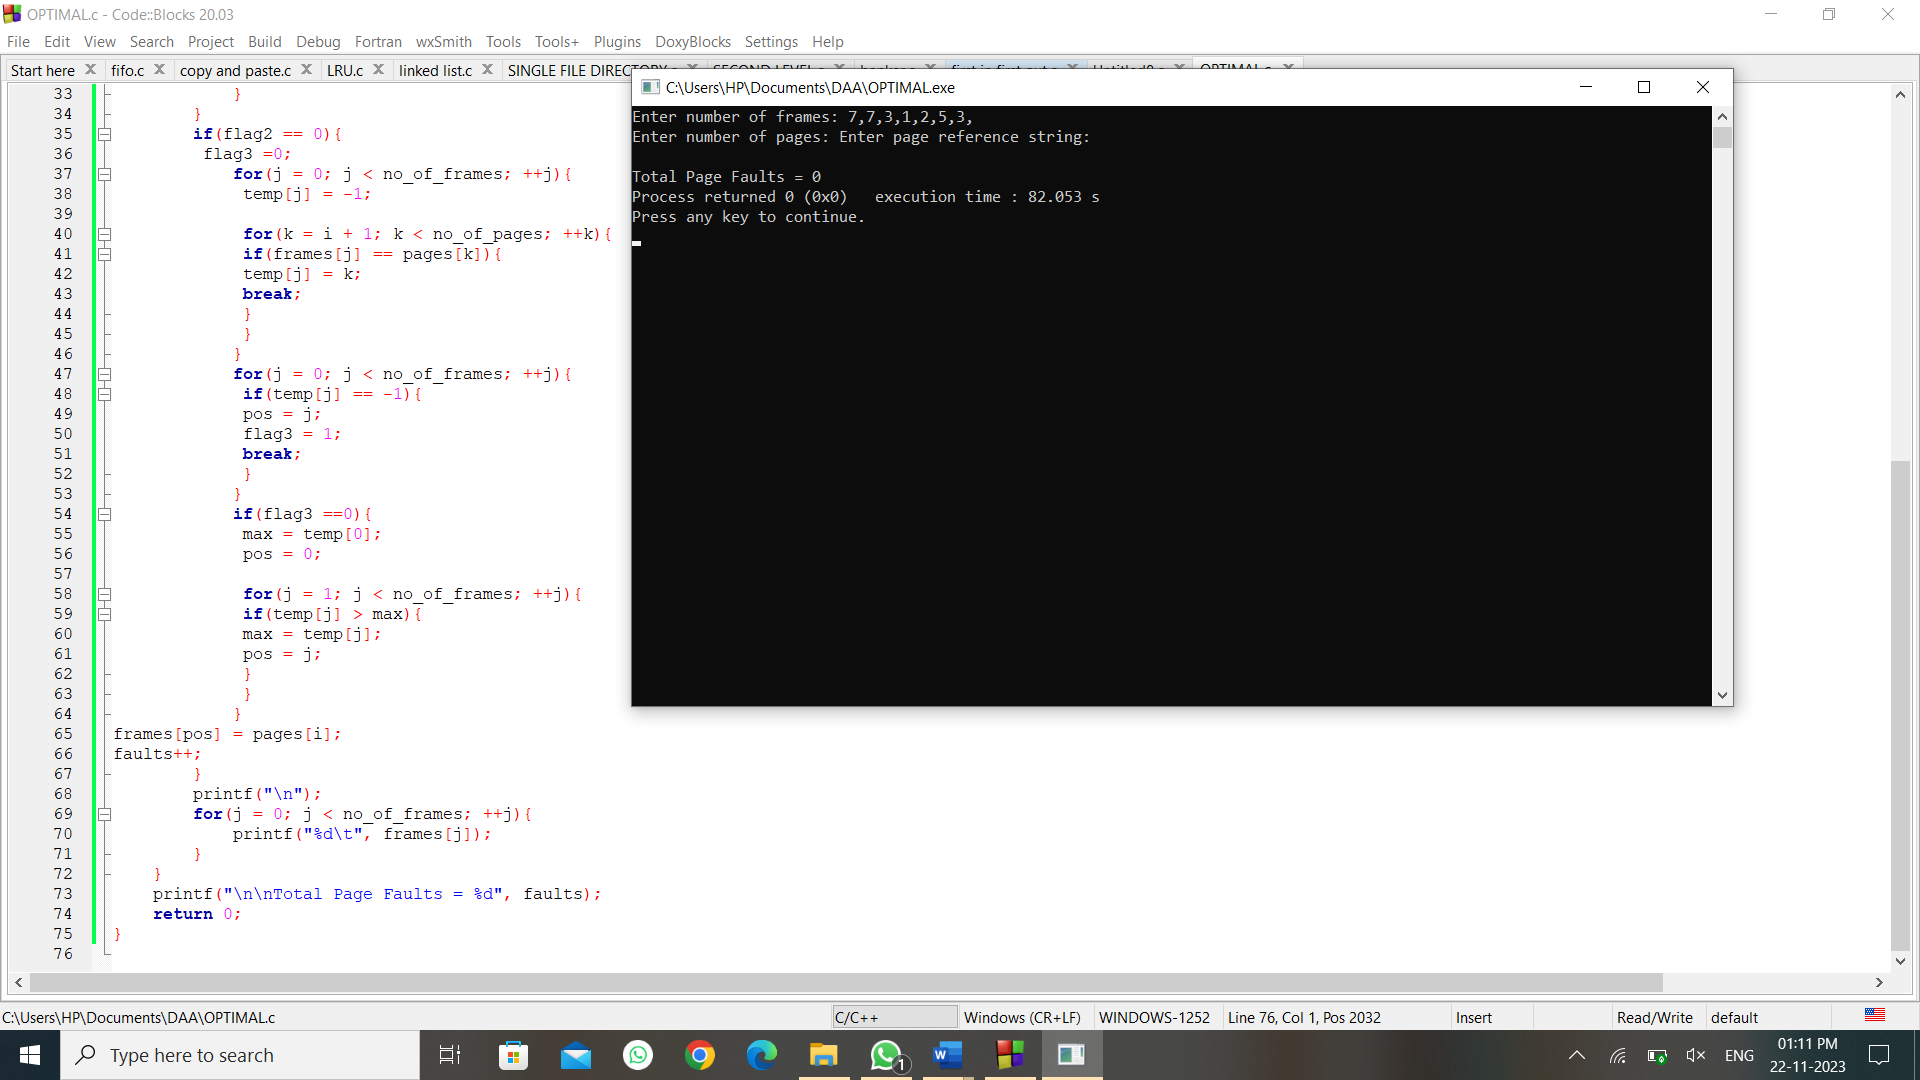 OPTIMAL.c - Code::Blocks 20.03
File Edit View Search Project Build Debug Fortran wxSmith Tools Tools+ Plugins DoxyBlocks Settings Help
Start here fifo.c copy and paste.c LRU.c linked list.c SINGLE FILE DIRECTORY.c
33 }
34 }
35 if(flag2 == 0){
36 flag3 =0;
37 for(j = 0; j < no_of_frames; ++j){
38 temp[j] = -1;
39
40 for(k = i + 1; k < no_of_pages; ++k){
41 if(frames[j] == pages[k]){
42 temp[j] = k;
43 break;
44 }
45 }
46 }
47 for(j = 0; j < no_of_frames; ++j){
48 if(temp[j] == -1){
49 pos = j;
50 flag3 = 1;
51 break;
52 }
53 }
54 if(flag3 ==0){
55 max = temp[0];
56 pos = 0;
57
58 for(j = 1; j < no_of_frames; ++j){
59 if(temp[j] > max){
60 max = temp[j];
61 pos = j;
62 }
63 }
64 }
65 frames[pos] = pages[i];
66 faults++;
67 }
68 printf("\n");
69 for(j = 0; j < no_of_frames; ++j){
70 printf("%d\t", frames[j]);
71 }
72 }
73 printf("\n\nTotal Page Faults = %d", faults);
74 return 0;
75 }
76
C:\Users\HP\Documents\DAA\OPTIMAL.exe
Enter number of frames: 7,7,3,1,2,5,3,
Enter number of pages: Enter page reference string:
Total Page Faults = 0
Process returned 0 (0x0) execution time : 82.053 s
Press any key to continue.
C:\Users\HP\Documents\DAA\OPTIMAL.c C/C++ Windows (CR+LF) WINDOWS-1252 Line 76, Col 1, Pos 2032 Insert Read/Write default
Type here to search
1
W
ENG
01:11 PM
22-11-2023